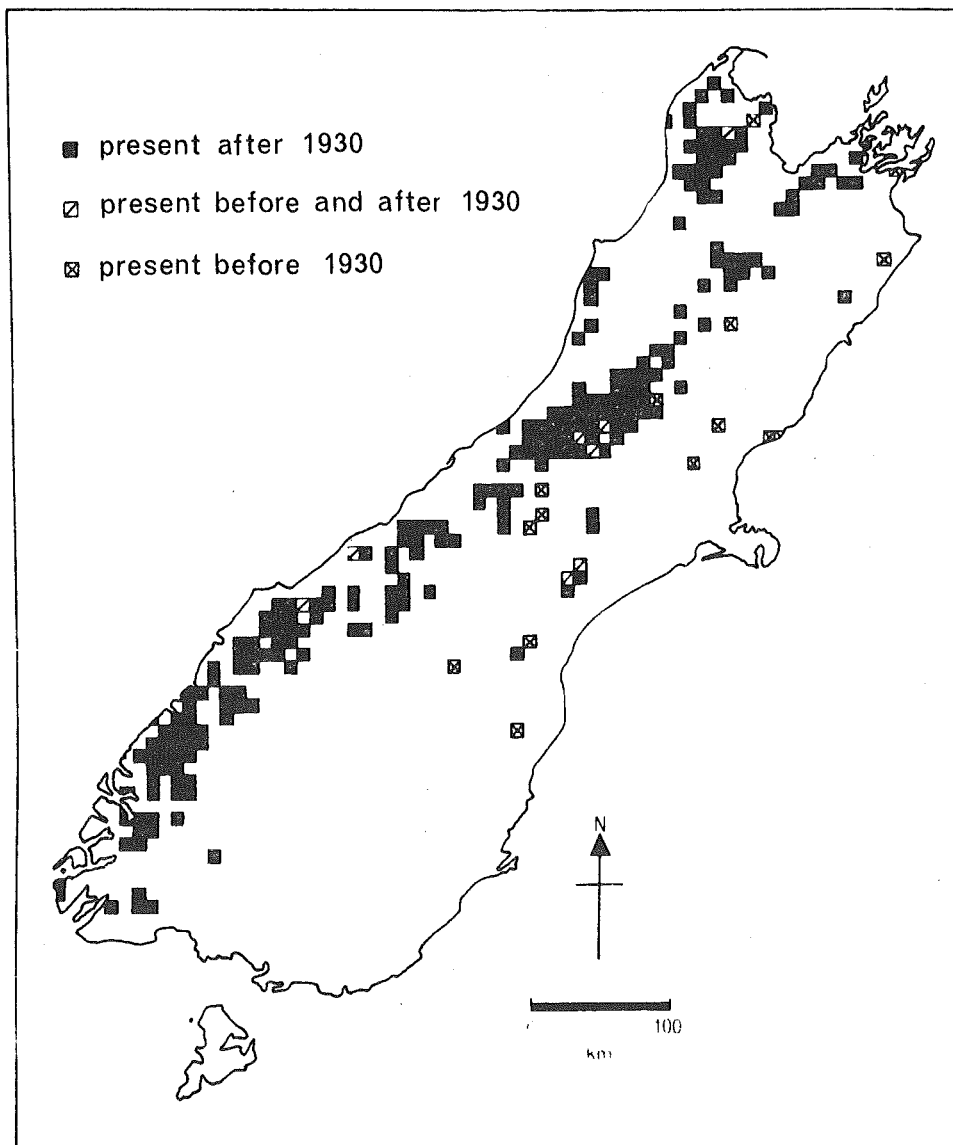 present after 1930
present before and after 1930
present before 1930
N
100
km